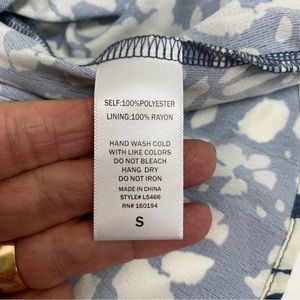 SELF:100%POLYESTER
LINING:100% RAYON
HAND WASH COLD
WITH LIKE COLORS
DO NOT BLEACH
HANG DRY
DO NOT IRON
MADE IN CHINA
STYLE# L5466
RN# 160194
S